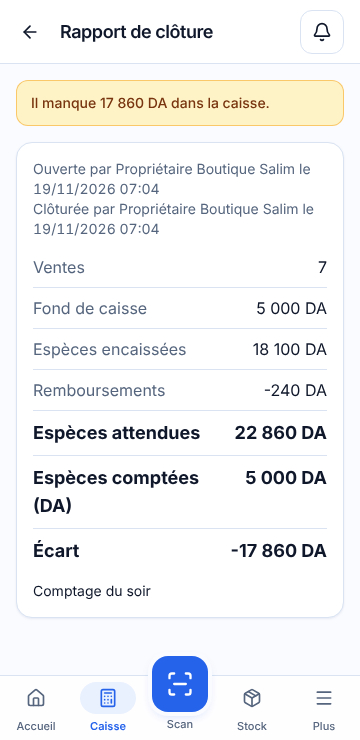 Rapport de clôture
Il manque 17 860 DA dans la caisse.
Ouverte par Propriétaire Boutique Salim le
19/11/2026 07:04
Clôturée par Propriétaire Boutique Salim le
19/11/2026 07:04
Ventes 7
Fond de caisse 5 000 DA
Espèces encaissées 18 100 DA
Remboursements -240 DA
Espèces attendues 22 860 DA
Espèces comptées 5 000 DA
(DA)
Écart -17 860 DA
Comptage du soir
Accueil Caisse Scan Stock Plus